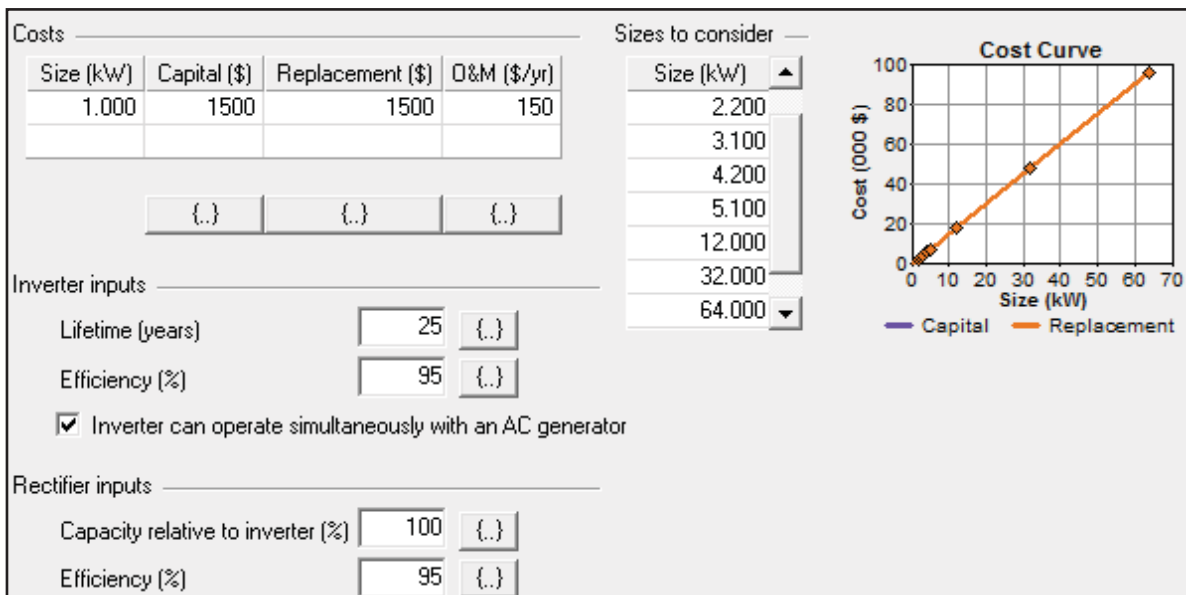 Costs
Size (kW) Capital ($) Replacement ($) O&M ($/yr)
1.000 1500 1500 150
{..} {..} {..}
Sizes to consider
Size (kW)
2.200
3.100
4.200
5.100
12.000
32.000
64.000
Cost Curve
Cost (000 $)
100
80
60
40
20
0
0 10 20 30 40 50 60 70
Size (kW)
Capital Replacement
Inverter inputs
Lifetime (years) 25 {..}
Efficiency (%) 95 {..}
Inverter can operate simultaneously with an AC generator
Rectifier inputs
Capacity relative to inverter (%) 100 {..}
Efficiency (%) 95 {..}